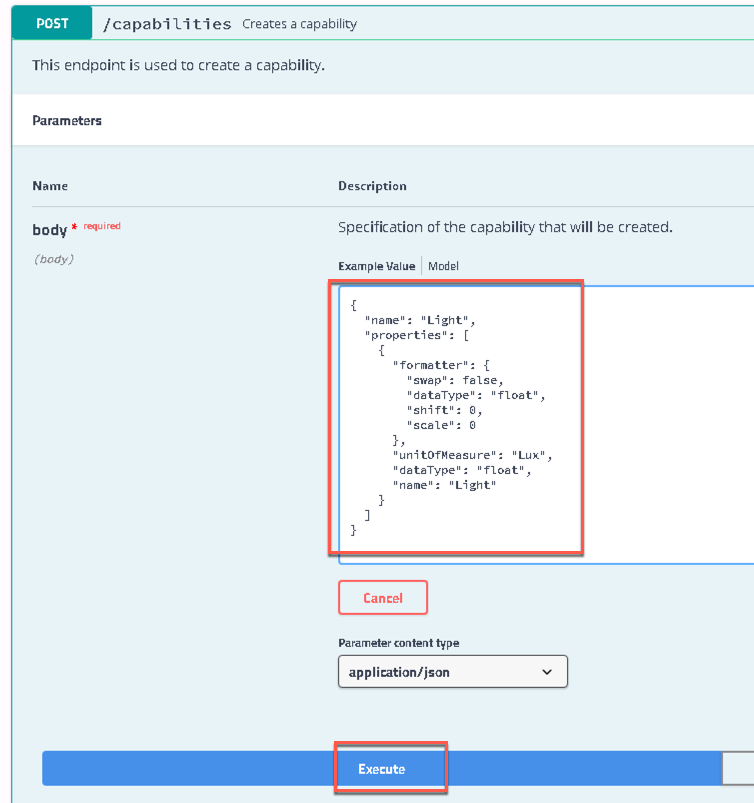 POST /capabilities Creates a capability
This endpoint is used to create a capability.
Parameters
Name Description
body * required Specification of the capability that will be created.
(body)
Example Value Model
{
"name": "Light",
"properties": [
{
"formatter": {
"swap": false,
"dataType": "float",
"shift": 0,
"scale": 0
},
"unitOfMeasure": "Lux",
"dataType": "float",
"name": "Light"
}
]
}
Cancel
Parameter content type
application/json
Execute